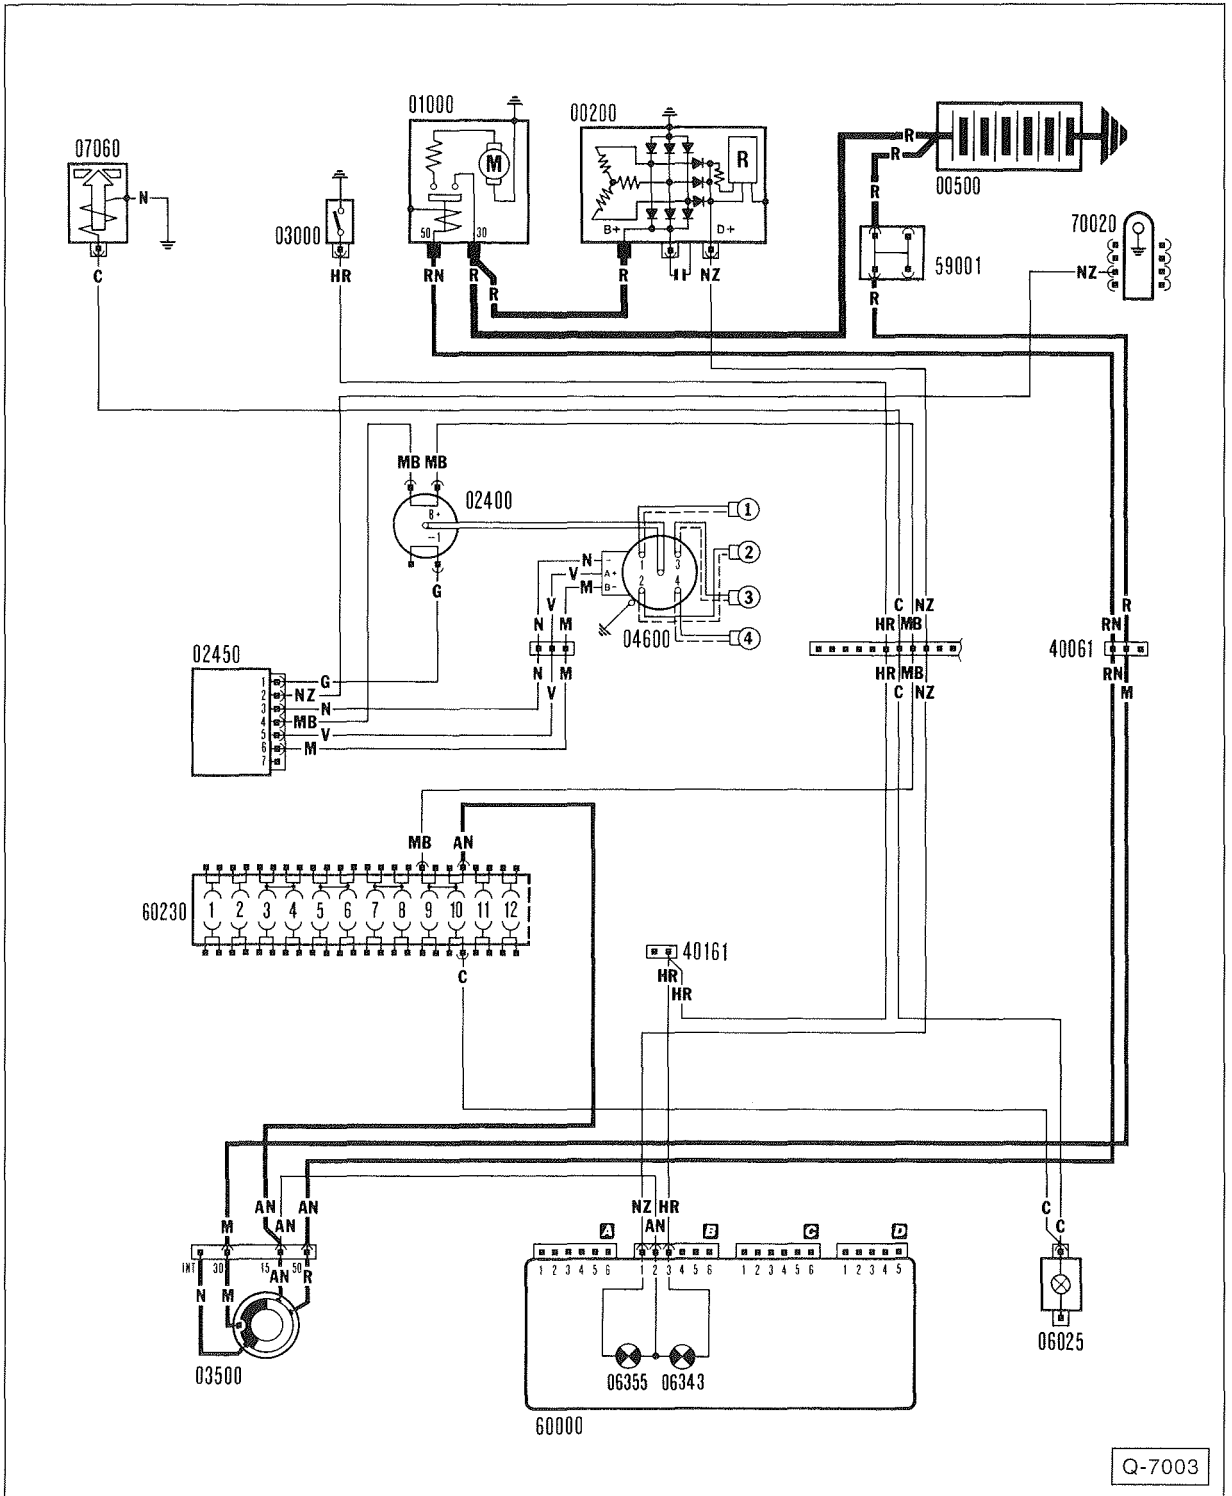 01000
00200
07060
M
R
R
R
00500
N
03000
50
30
B+
D+
R
70020
59001
C
HR
RN
R
R
R
NZ
NZ
R
MB MB
02400
B+
–1
1
2
3
4
N
V
M
-
A+
B-
1 3
2 4
G
V
N M
04600
C NZ
HR MB
R
RN
40061
02450
N M
V
HR MB
C NZ
RN
M
1 G
2 NZ
3 N
4 MB
5 V
6 M
7
MB AN
60230
1 2 3 4 5 6 7 8 9 10 11 12
C
40161
HR
HR
M AN AN AN
NZ HR
AN
C
C
A B C D
INT 30 15 50
AN R
N M
1 2 3 4 5 6
1 2 3 4 5 6
1 2 3 4 5 6
1 2 3 4 5
03500
06355 06343
06025
60000
Q-7003